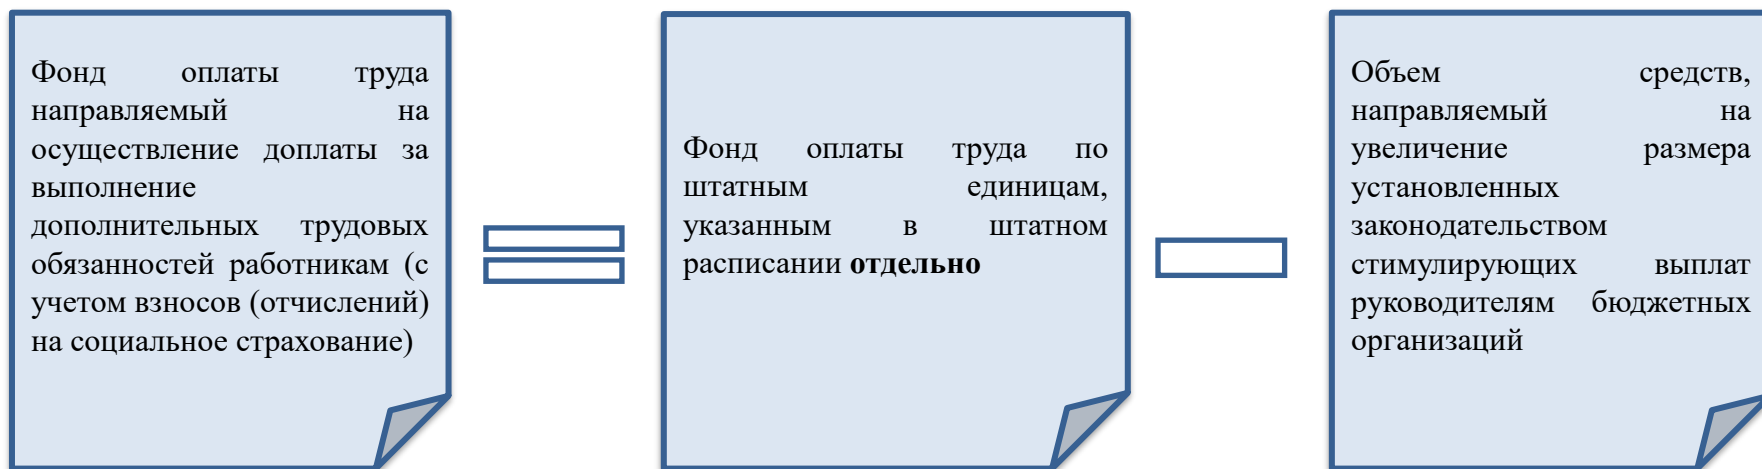 Фонд оплаты труда
направляемый на
осуществление доплаты за
выполнение
дополнительных трудовых
обязанностей работникам (с
учетом взносов (отчислений)
на социальное страхование)
Фонд оплаты труда по
штатным единицам,
указанным в штатном
расписании отдельно
Объем средств,
направляемый на
увеличение размера
установленных
законодательством
стимулирующих выплат
руководителям бюджетных
организаций